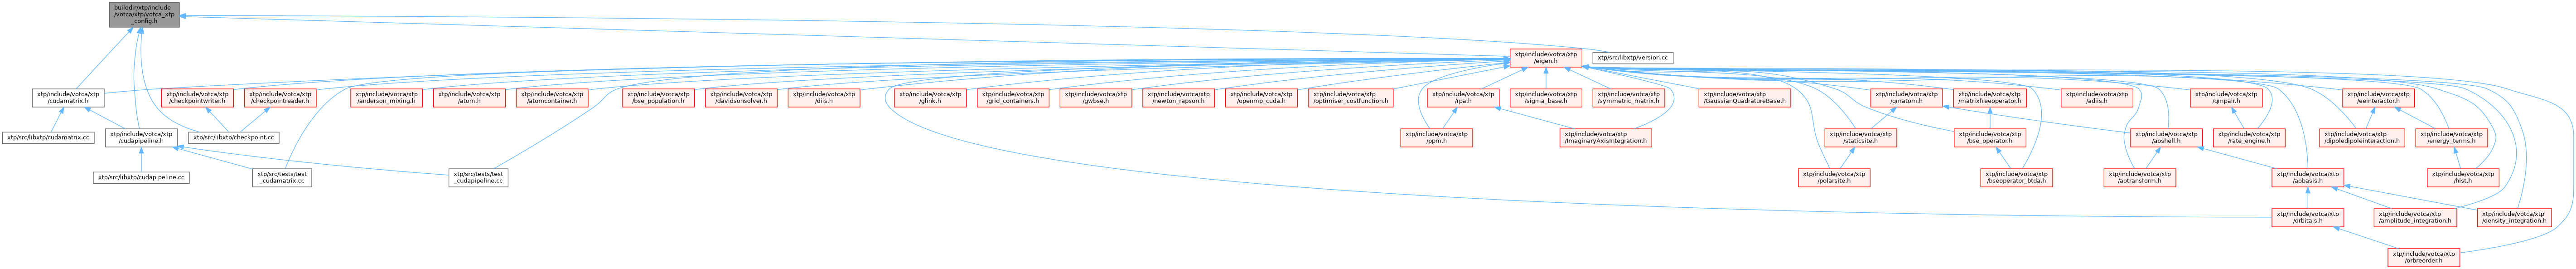 builddir/xtp/include
/votca/xtp/votca_xtp
_config.h
xtp/include/votca/xtp
/eigen.h
xtp/src/libxtp/version.cc
xtp/include/votca/xtp
/cudamatrix.h
xtp/include/votca/xtp
/checkpointwriter.h
xtp/include/votca/xtp
/checkpointreader.h
xtp/include/votca/xtp
/anderson_mixing.h
xtp/include/votca/xtp
/atom.h
xtp/include/votca/xtp
/atomcontainer.h
xtp/include/votca/xtp
/bse_population.h
xtp/include/votca/xtp
/davidsonsolver.h
xtp/include/votca/xtp
/diis.h
xtp/include/votca/xtp
/glink.h
xtp/include/votca/xtp
/grid_containers.h
xtp/include/votca/xtp
/gwbse.h
xtp/include/votca/xtp
/newton_rapson.h
xtp/include/votca/xtp
/openmp_cuda.h
xtp/include/votca/xtp
/optimiser_costfunction.h
xtp/include/votca/xtp
/rpa.h
xtp/include/votca/xtp
/sigma_base.h
xtp/include/votca/xtp
/symmetric_matrix.h
xtp/include/votca/xtp
/GaussianQuadratureBase.h
xtp/include/votca/xtp
/qmatom.h
xtp/include/votca/xtp
/matrixfreeoperator.h
xtp/include/votca/xtp
/adiis.h
xtp/include/votca/xtp
/qmpair.h
xtp/include/votca/xtp
/eeinteractor.h
xtp/src/libxtp/cudamatrix.cc
xtp/include/votca/xtp
/cudapipeline.h
xtp/src/libxtp/checkpoint.cc
xtp/include/votca/xtp
/ppm.h
xtp/include/votca/xtp
/ImaginaryAxisIntegration.h
xtp/include/votca/xtp
/staticsite.h
xtp/include/votca/xtp
/bse_operator.h
xtp/include/votca/xtp
/aoshell.h
xtp/include/votca/xtp
/rate_engine.h
xtp/include/votca/xtp
/dipoledipoleinteraction.h
xtp/include/votca/xtp
/energy_terms.h
xtp/src/libxtp/cudapipeline.cc
xtp/src/tests/test
_cudamatrix.cc
xtp/src/tests/test
_cudapipeline.cc
xtp/include/votca/xtp
/polarsite.h
xtp/include/votca/xtp
/bseoperator_btda.h
xtp/include/votca/xtp
/aotransform.h
xtp/include/votca/xtp
/aobasis.h
xtp/include/votca/xtp
/hist.h
xtp/include/votca/xtp
/orbitals.h
xtp/include/votca/xtp
/amplitude_integration.h
xtp/include/votca/xtp
/density_integration.h
xtp/include/votca/xtp
/orbreorder.h